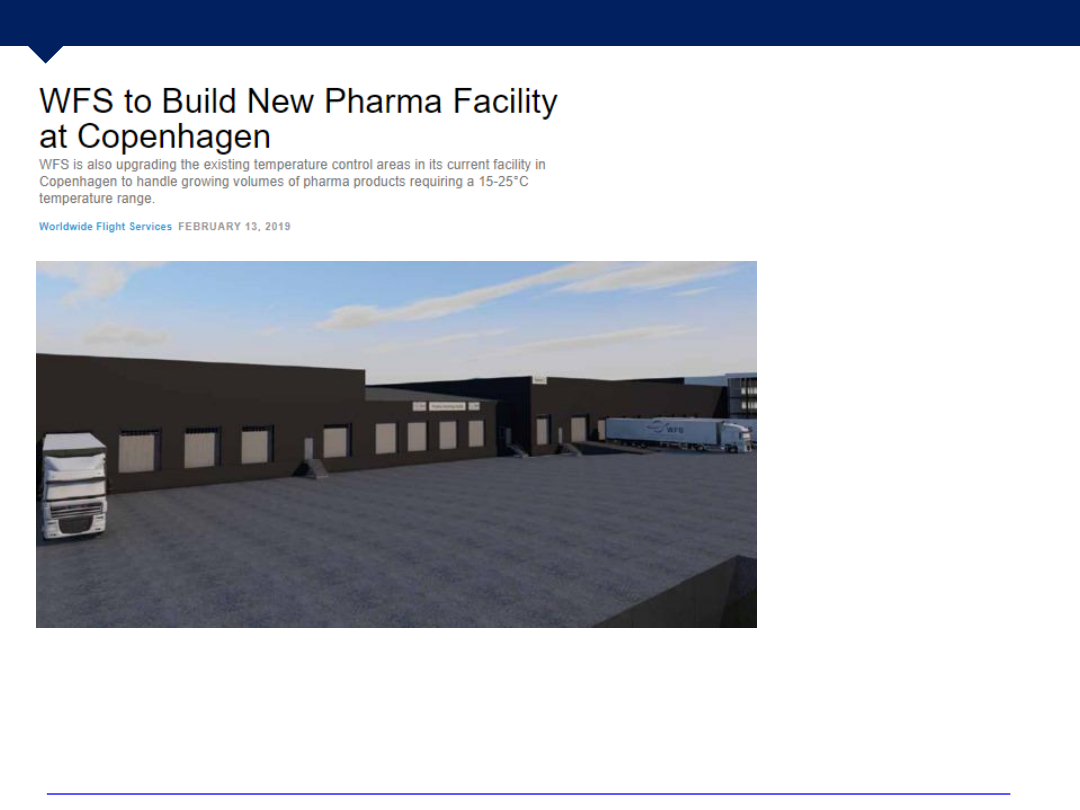 WFS to Build New Pharma Facility
at Copenhagen
WFS is also upgrading the existing temperature control areas in its current facility in
Copenhagen to handle growing volumes of pharma products requiring a 15-25°C
temperature range.
Worldwide Flight Services FEBRUARY 13, 2019
WFS